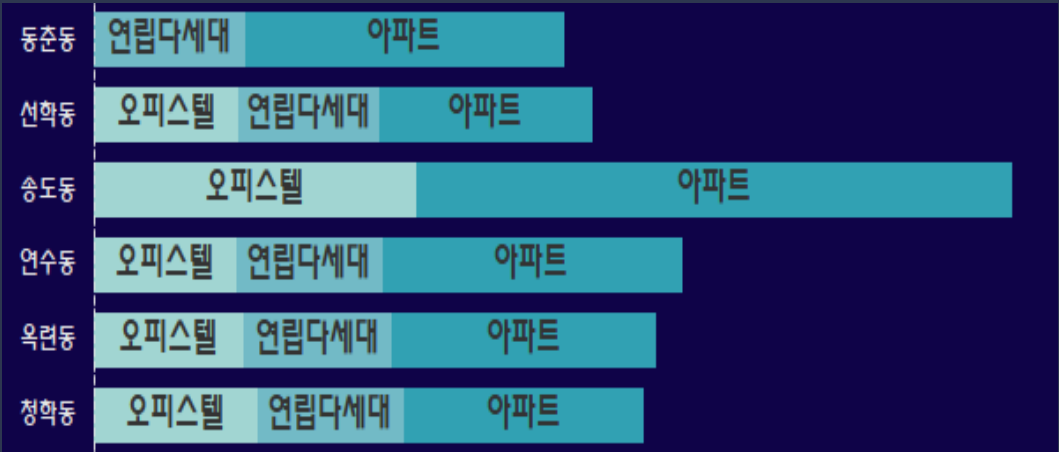 동춘동 연립다세대 아파트
선학동 오피스텔 연립다세대 아파트
송도동 오피스텔 아파트
연수동 오피스텔 연립다세대 아파트
옥련동 오피스텔 연립다세대 아파트
청학동 오피스텔 연립다세대 아파트